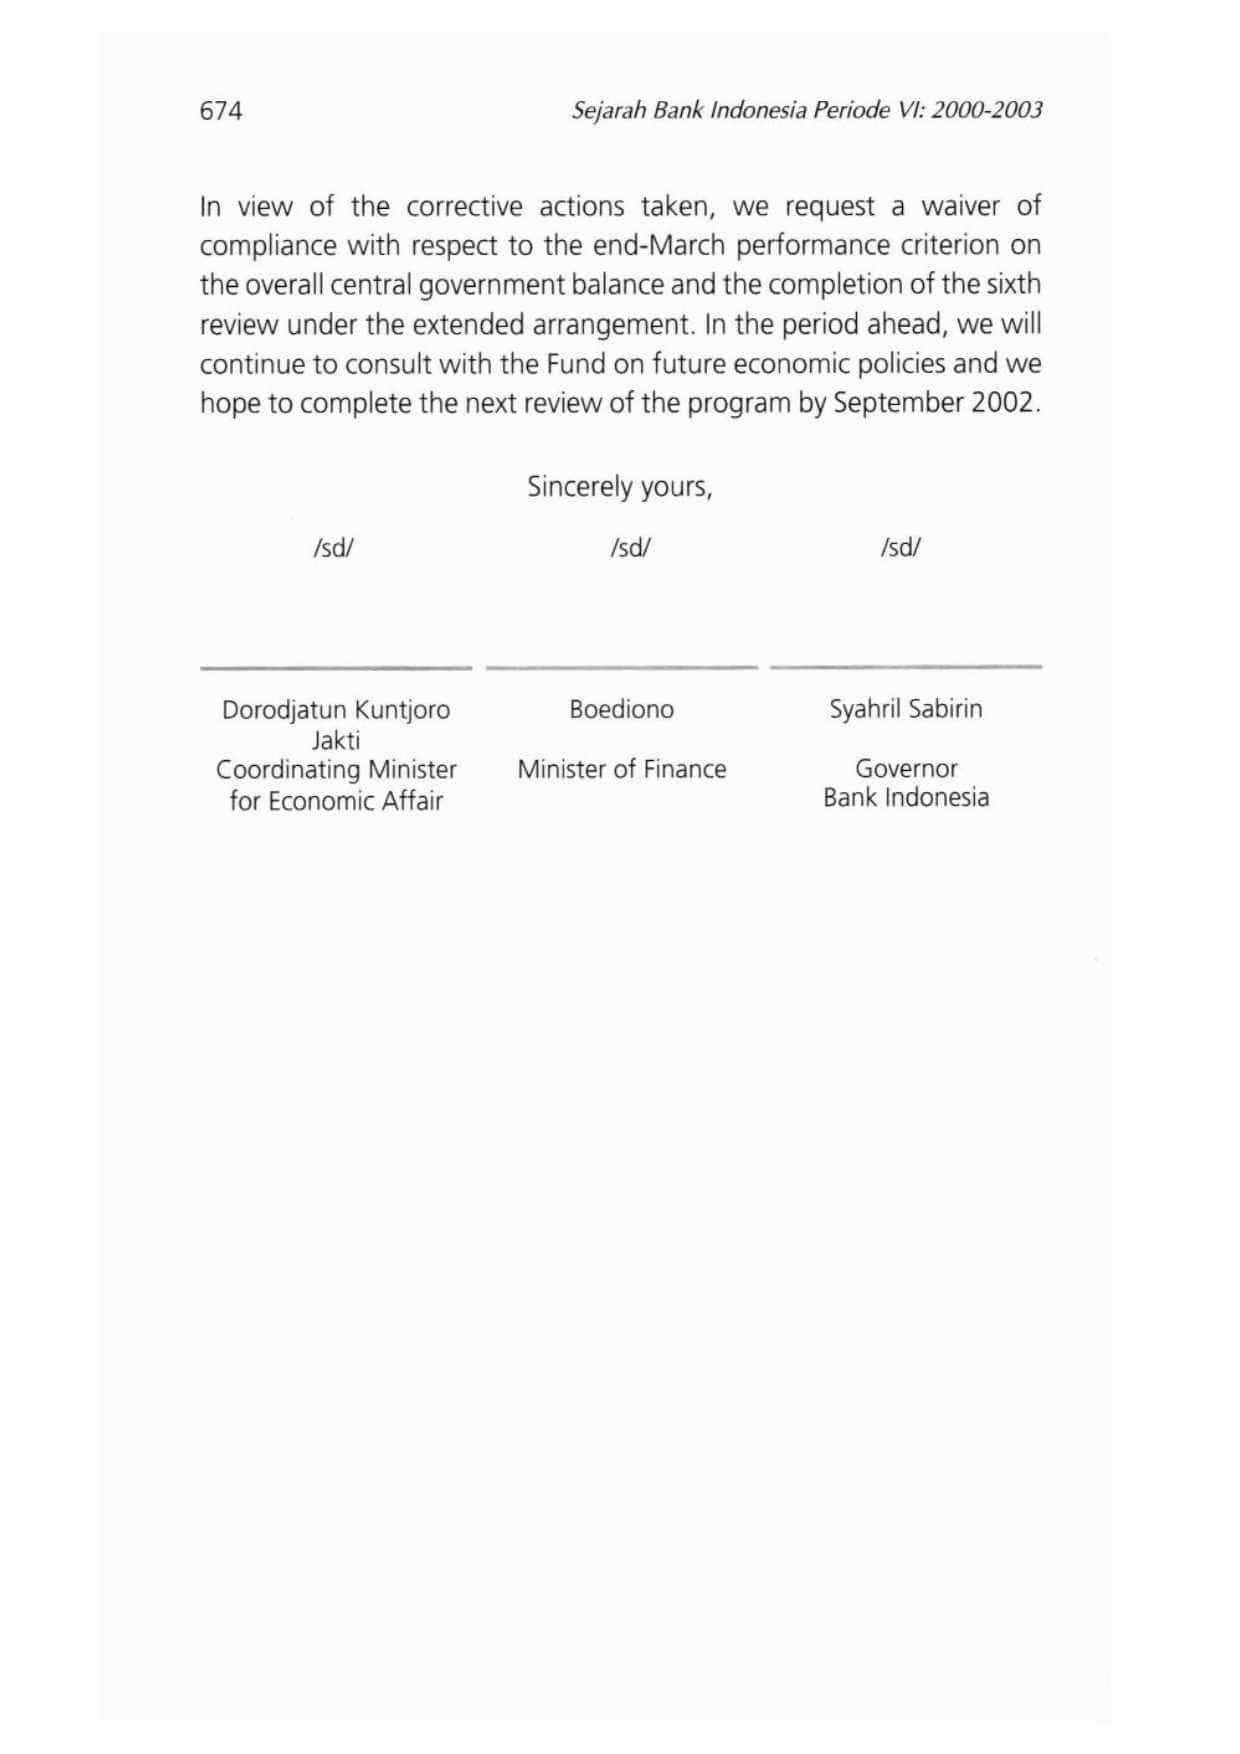 674 Sejarah Bank Indonesia Periode VI: 2000-2003
In view of the corrective actions taken, we request a waiver of
compliance with respect to the end-March performance criterion on
the overall central government balance and the completion of the sixth
review under the extended arrangement. In the period ahead, we will
continue to consult with the Fund on future economic policies and we
hope to complete the next review of the program by September 2002.
Sincerely yours,
/sd/ /sd/ /sd/
Dorodjatun Kuntjoro Boediono Syahril Sabirin
Jakti
Coordinating Minister Minister of Finance Governor
for Economic Affair Bank Indonesia